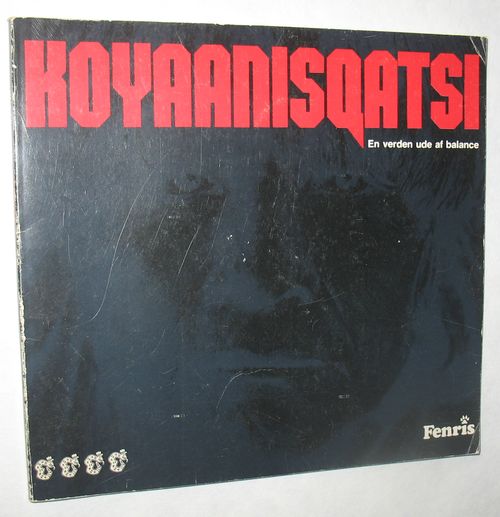 KOYAANISQATSI
En verden ude af balance
Fenris